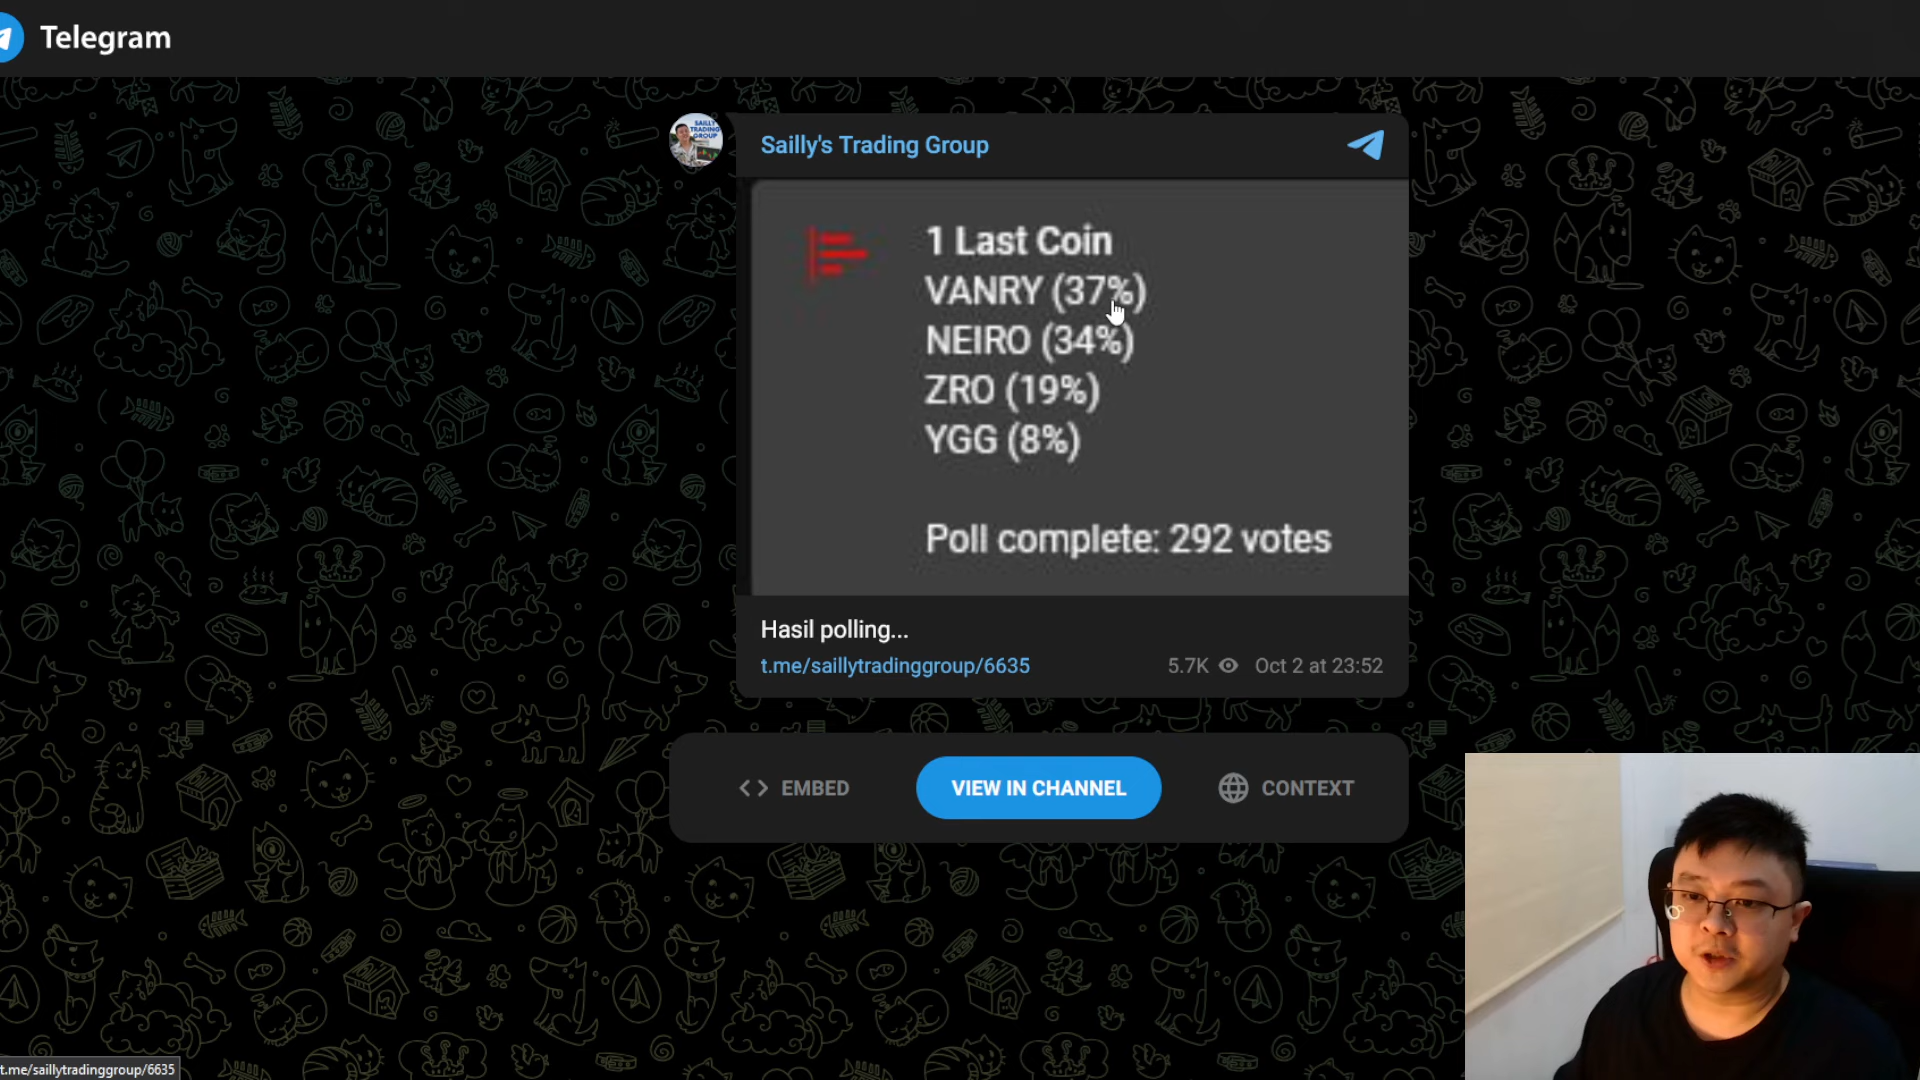 Telegram
SAILLY
TRADING
GROUP
Sailly's Trading Group
1 Last Coin
VANRY (37%)
NEIRO (34%)
ZRO (19%)
YGG (8%)
Poll complete: 292 votes
Hasil polling...
t.me/saillytradinggroup/6635 5.7K Oct 2 at 23:52
EMBED VIEW IN CHANNEL CONTEXT
t.me/saillytradinggroup/6635